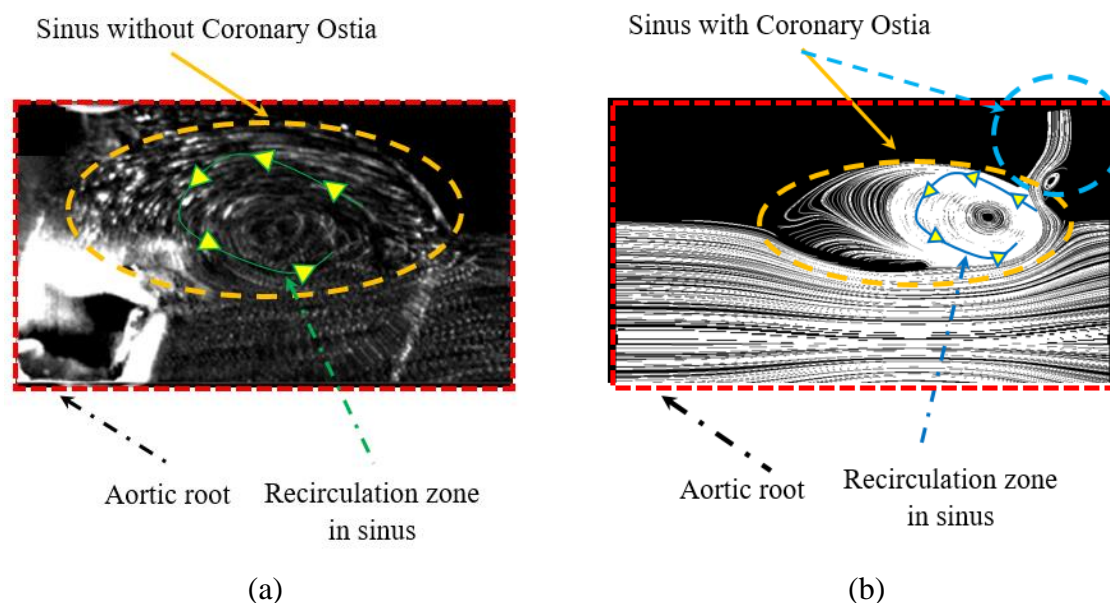 Sinus without Coronary Ostia
Sinus with Coronary Ostia
Aortic root
Recirculation zone
in sinus
Aortic root
Recirculation zone
in sinus
(a)
(b)